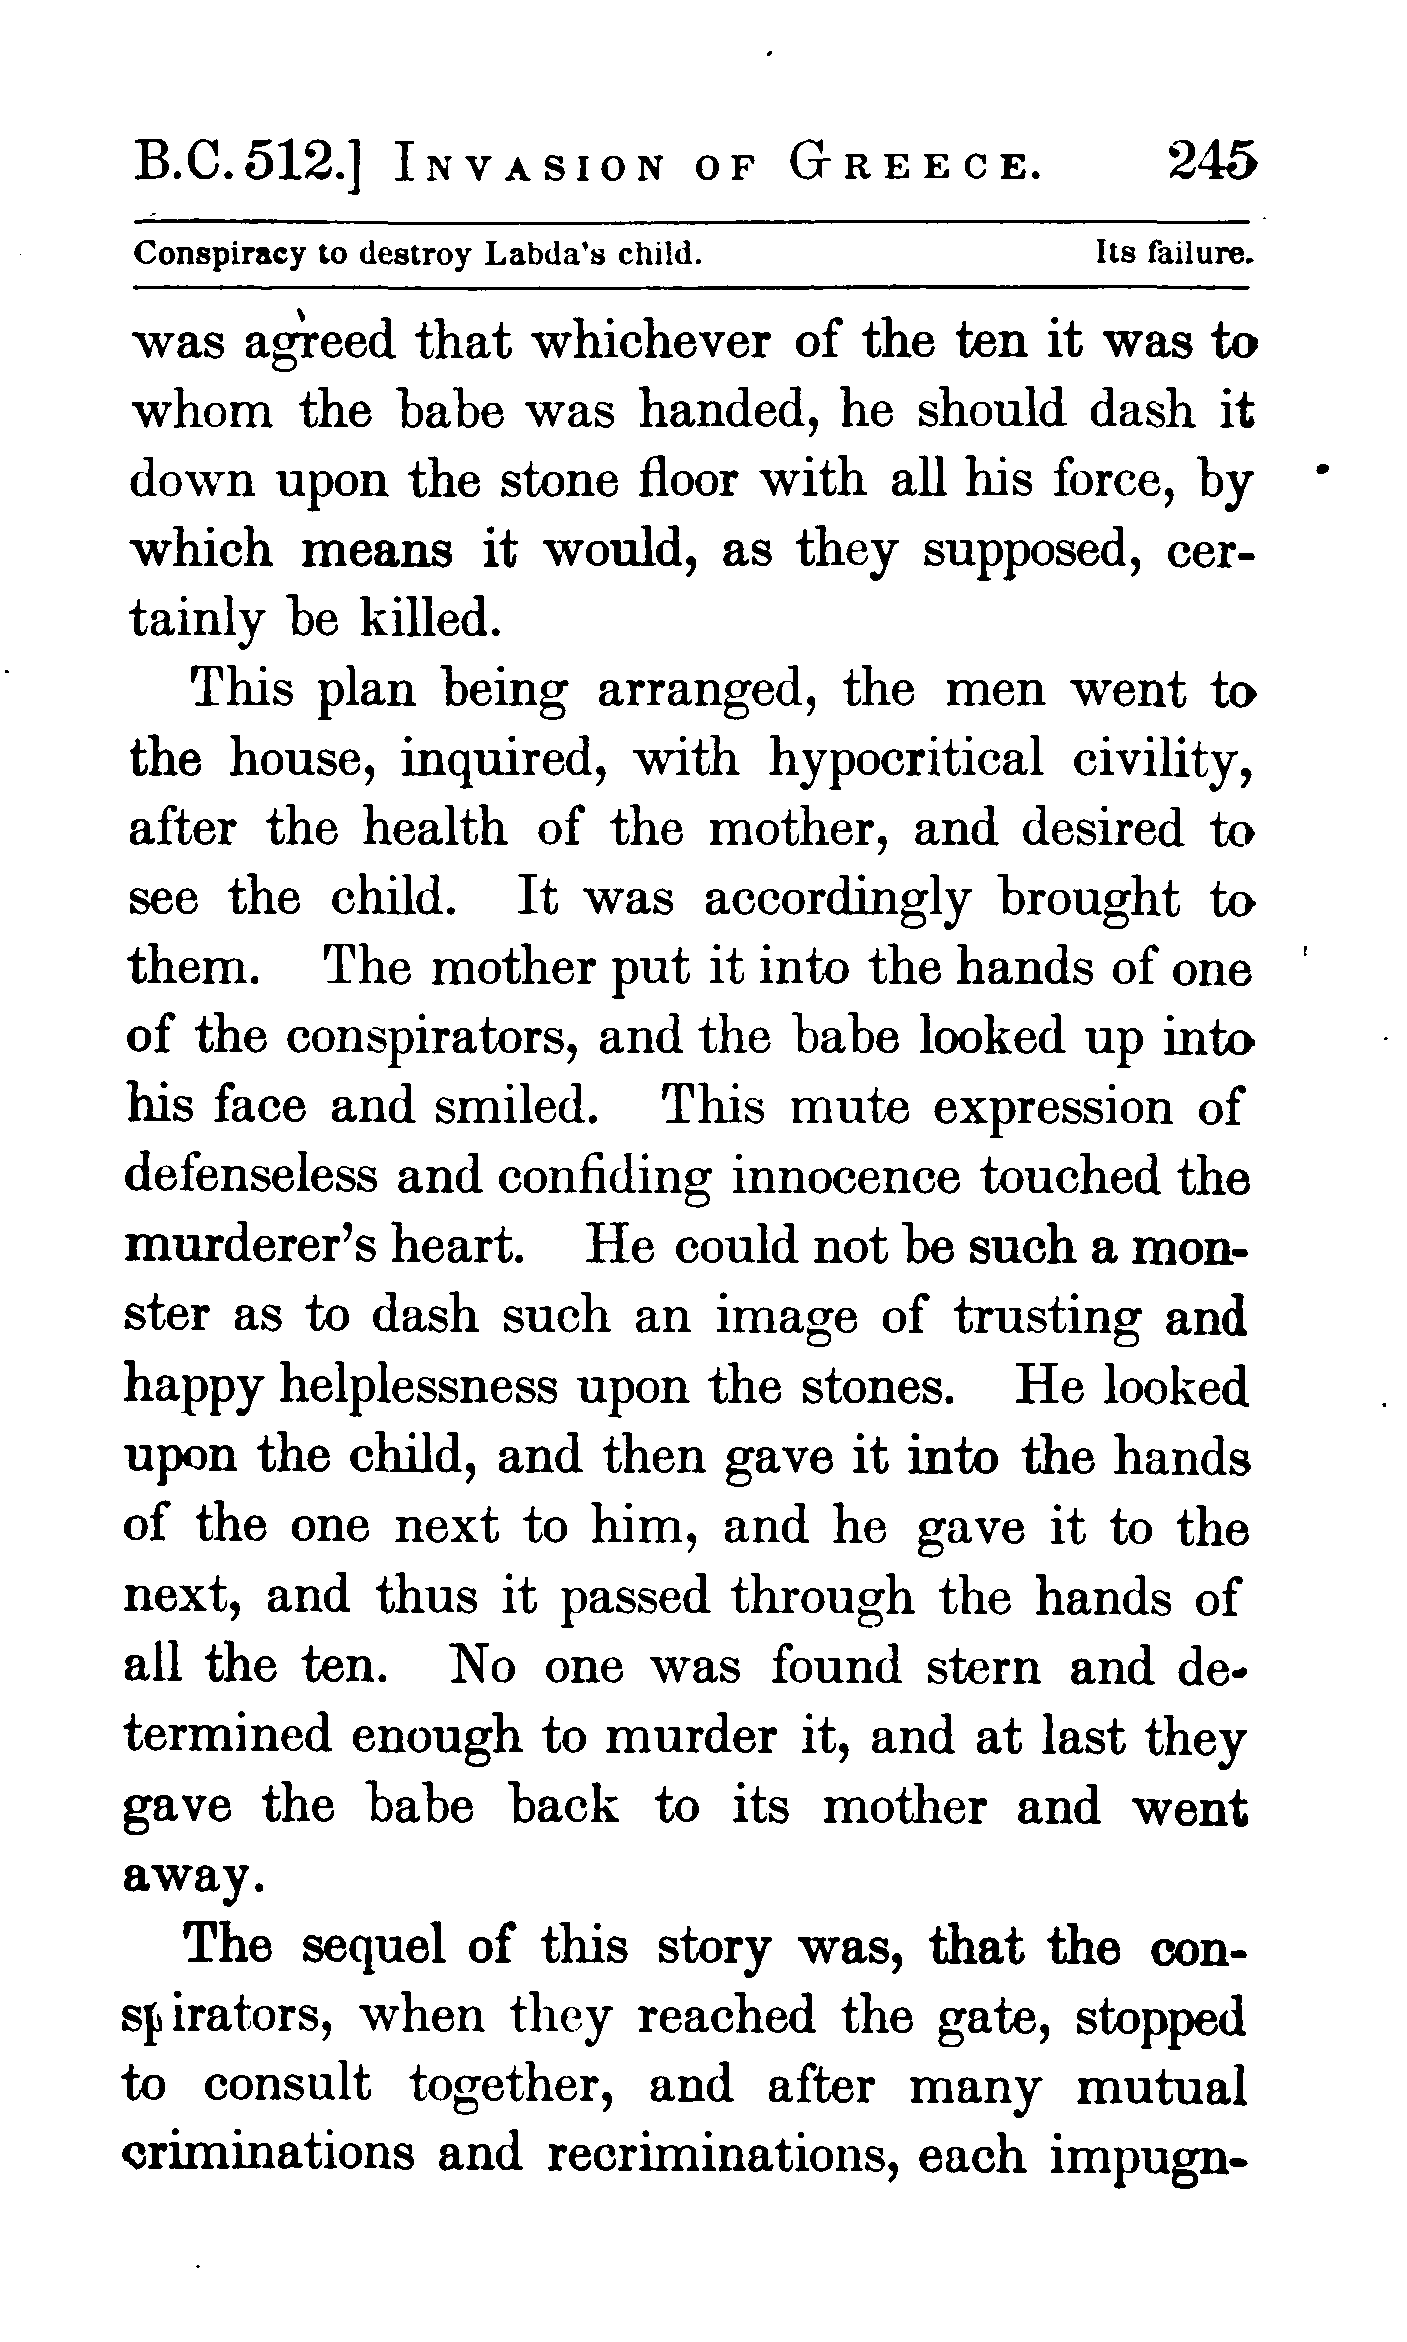 B.C. 512.] INVASION OF GREECE. 245
Conspiracy to destroy Labda's child. Its failure.
was agreed that whichever of the ten it was to
whom the babe was handed, he should dash it
down upon the stone floor with all his force, by
which means it would, as they supposed, cer-
tainly be killed.
This plan being arranged, the men went to
the house, inquired, with hypocritical civility,
after the health of the mother, and desired to
see the child. It was accordingly brought to
them. The mother put it into the hands of one
of the conspirators, and the babe looked up into
his face and smiled. This mute expression of
defenseless and confiding innocence touched the
murderer's heart. He could not be such a mon-
ster as to dash such an image of trusting and
happy helplessness upon the stones. He looked
upon the child, and then gave it into the hands
of the one next to him, and he gave it to the
next, and thus it passed through the hands of
all the ten. No one was found stern and de-
termined enough to murder it, and at last they
gave the babe back to its mother and went
away.
The sequel of this story was, that the con-
spirators, when they reached the gate, stopped
to consult together, and after many mutual
criminations and recriminations, each impugn-